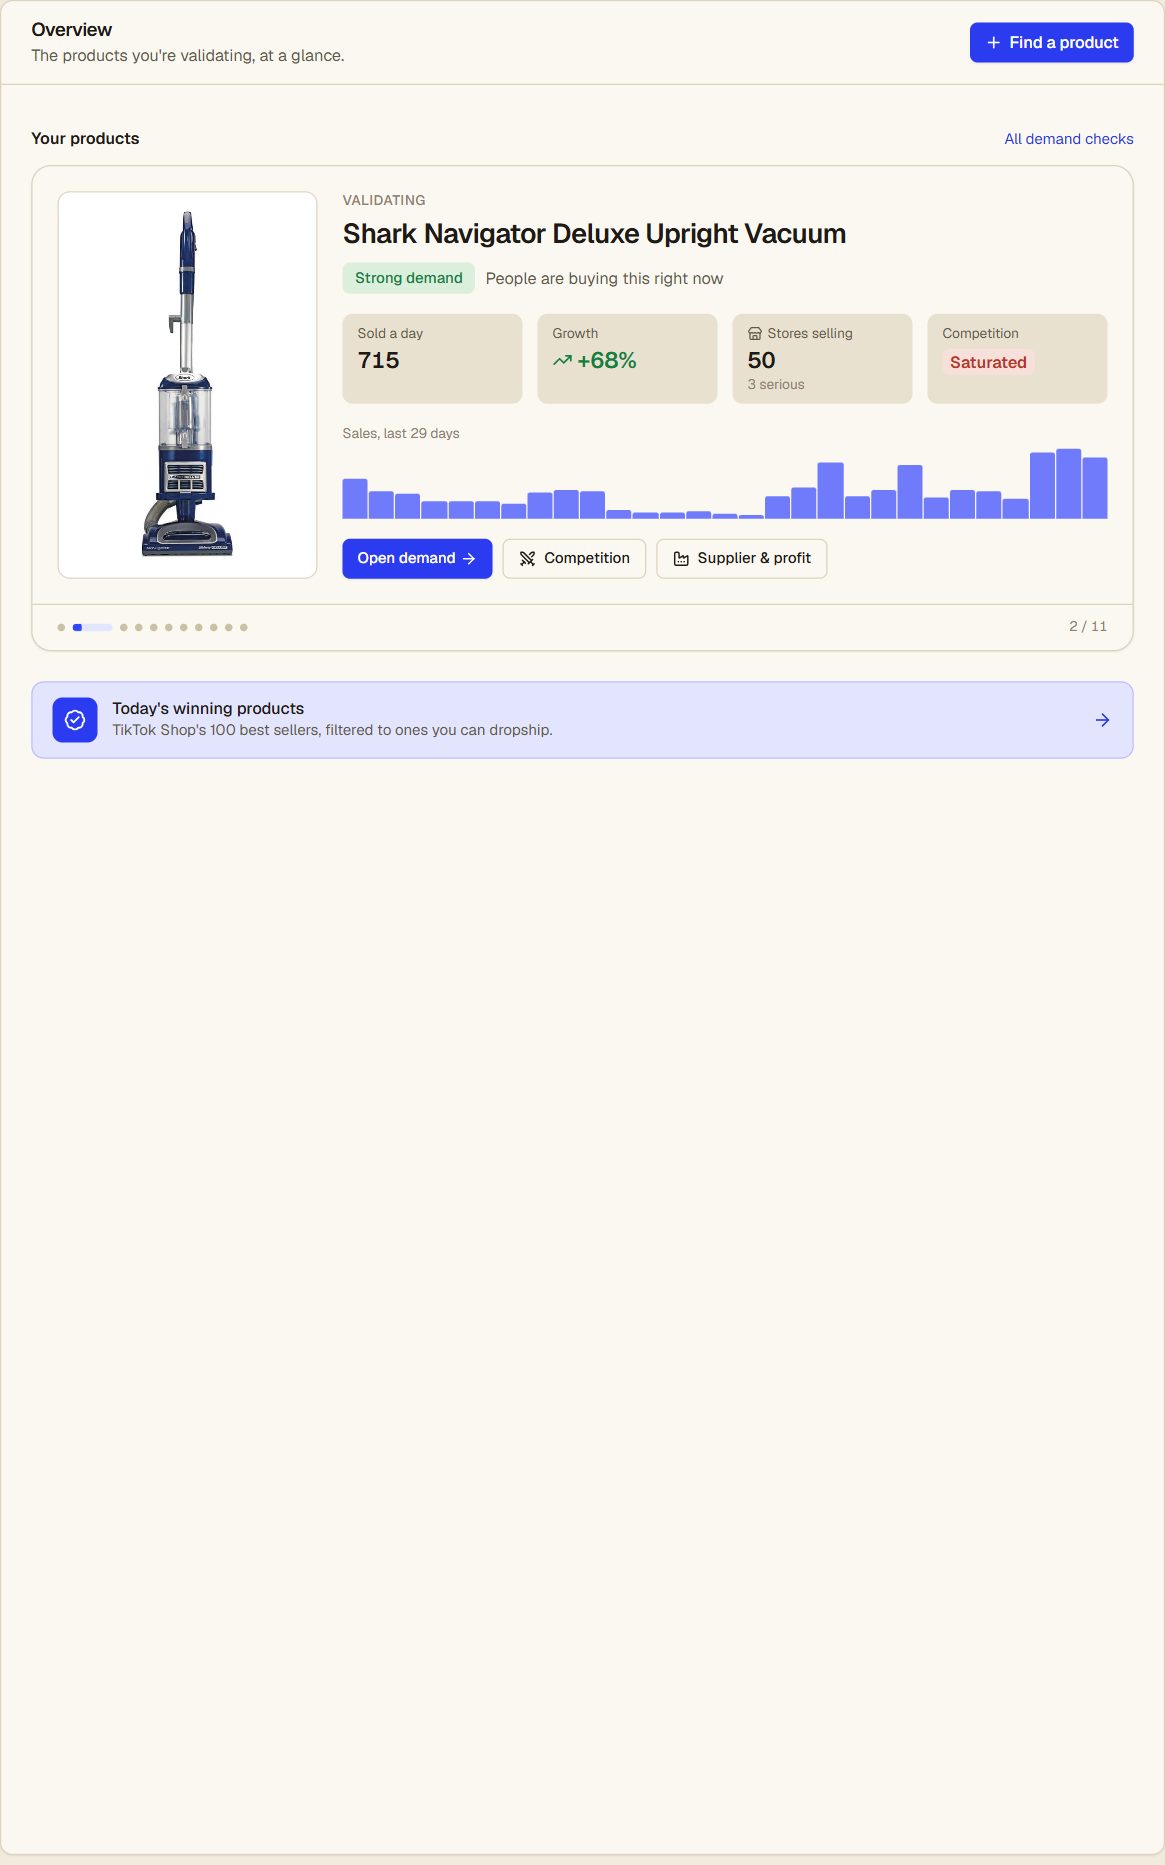 Overview
The products you're validating, at a glance.
Find a product
Your products
All demand checks
VALIDATING
Shark Navigator Deluxe Upright Vacuum
Strong demand
People are buying this right now
Sold a day
715
Growth
+68%
Stores selling
50
3 serious
Competition
Saturated
Sales, last 29 days
Open demand
Competition
Supplier & profit
2 / 11
Today's winning products
TikTok Shop's 100 best sellers, filtered to ones you can dropship.